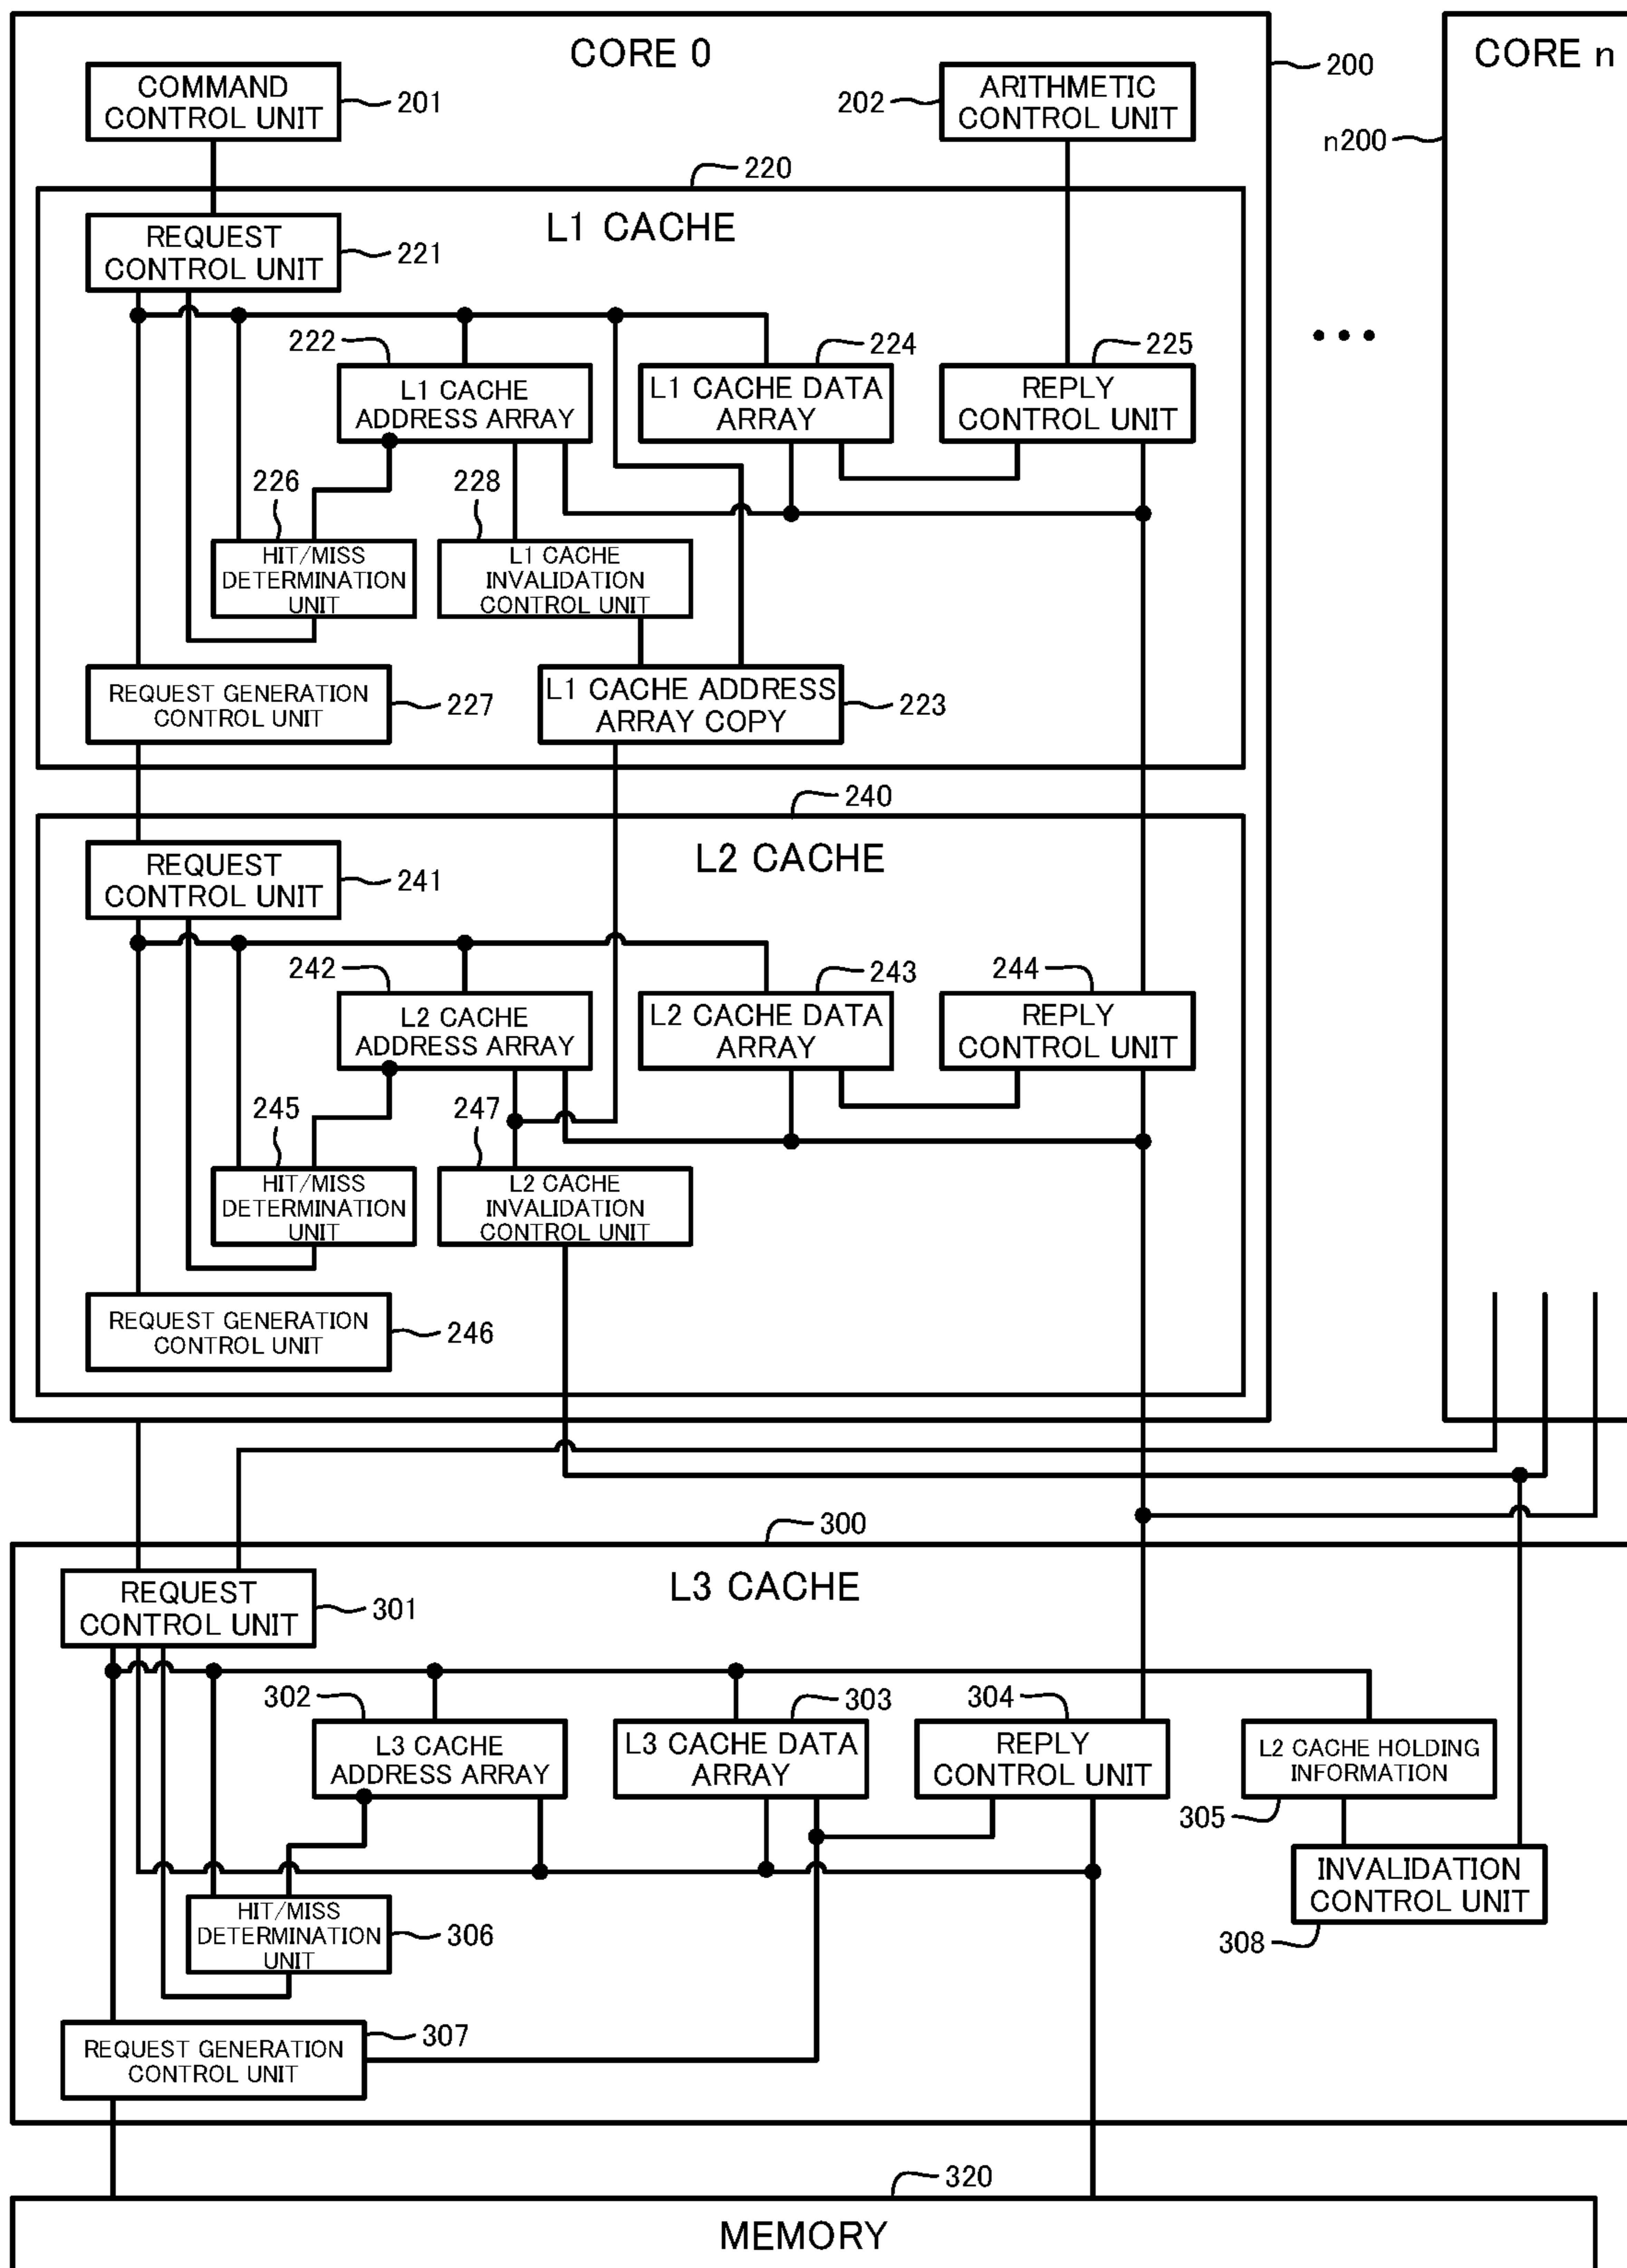 CORE 0
CORE n
200
COMMAND
CONTROL UNIT
201
202
ARITHMETIC
CONTROL UNIT
n200
220
L1 CACHE
REQUEST
CONTROL UNIT
221
222
224
225
L1 CACHE
ADDRESS ARRAY
L1 CACHE DATA
ARRAY
REPLY
CONTROL UNIT
...
226
228
HIT/MISS
DETERMINATION
UNIT
L1 CACHE
INVALIDATION
CONTROL UNIT
REQUEST GENERATION
CONTROL UNIT
227
L1 CACHE ADDRESS
ARRAY COPY
223
240
L2 CACHE
REQUEST
CONTROL UNIT
241
242
243
244
L2 CACHE
ADDRESS ARRAY
L2 CACHE DATA
ARRAY
REPLY
CONTROL UNIT
245
247
HIT/MISS
DETERMINATION
UNIT
L2 CACHE
INVALIDATION
CONTROL UNIT
REQUEST GENERATION
CONTROL UNIT
246
300
L3 CACHE
REQUEST
CONTROL UNIT
301
302
303
304
L3 CACHE
ADDRESS ARRAY
L3 CACHE DATA
ARRAY
REPLY
CONTROL UNIT
L2 CACHE HOLDING
INFORMATION
305
INVALIDATION
CONTROL UNIT
308
HIT/MISS
DETERMINATION
UNIT
306
REQUEST GENERATION
CONTROL UNIT
307
320
MEMORY